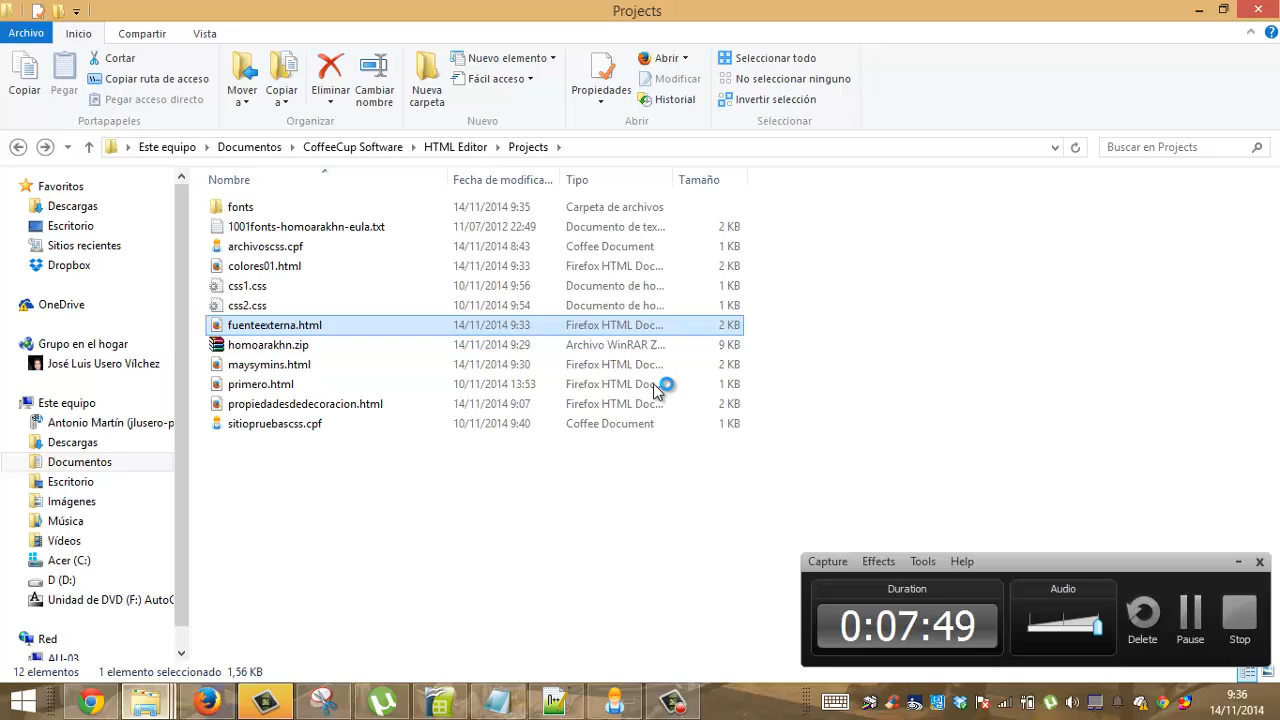 Projects
Archivo Inicio Compartir Vista
Copiar
Pegar
Cortar
Copiar ruta de acceso
Pegar acceso directo
Portapapeles
Mover a
Copiar a
Eliminar
Cambiar nombre
Organizar
Nueva carpeta
Nuevo elemento
Fácil acceso
Nuevo
Propiedades
Abrir
Modificar
Historial
Abrir
Seleccionar todo
No seleccionar ninguno
Invertir selección
Seleccionar
Este equipo Documentos CoffeeCup Software HTML Editor Projects
Buscar en Projects
Favoritos
Descargas
Escritorio
Sitios recientes
Dropbox
OneDrive
Grupo en el hogar
José Luis Usero Vílchez
Este equipo
Antonio Martín (jlusero-p
Descargas
Documentos
Escritorio
Imágenes
Música
Vídeos
Acer (C:)
D (D:)
Unidad de DVD (F:) AutoC
Red
AU-03
Nombre Fecha de modifica... Tipo Tamaño
fonts 14/11/2014 9:35 Carpeta de archivos
1001fonts-homoarakhn-eula.txt 11/07/2012 22:49 Documento de tex... 2 KB
archivoscss.cpf 14/11/2014 8:43 Coffee Document 1 KB
colores01.html 14/11/2014 9:33 Firefox HTML Doc... 2 KB
css1.css 10/11/2014 9:56 Documento de ho... 1 KB
css2.css 10/11/2014 9:54 Documento de ho... 1 KB
fuenteexterna.html 14/11/2014 9:33 Firefox HTML Doc... 2 KB
homoarakhn.zip 14/11/2014 9:29 Archivo WinRAR Z... 9 KB
maysymins.html 14/11/2014 9:30 Firefox HTML Doc... 2 KB
primero.html 10/11/2014 13:53 Firefox HTML Doc... 1 KB
propiedadesdedecoracion.html 14/11/2014 9:07 Firefox HTML Doc... 2 KB
sitiopruebascss.cpf 10/11/2014 9:40 Coffee Document 1 KB
Capture Effects Tools Help
Duration
0:07:49
Audio
Delete Pause Stop
12 elementos 1 elemento seleccionado 1,56 KB
9:36
14/11/2014